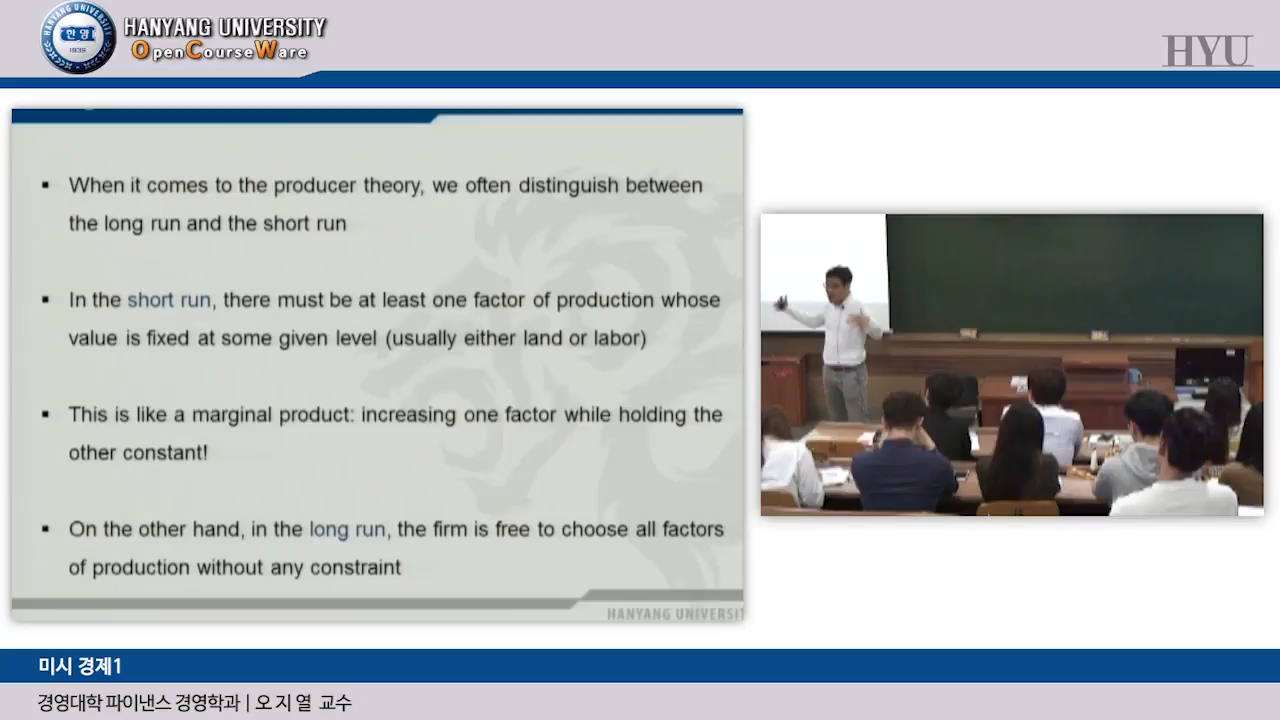 HANYANG UNIVERSITY
OpenCourseWare
HYU
HANYANG UNIVERSITY
한양
1939
When it comes to the producer theory, we often distinguish between
the long run and the short run
In the short run, there must be at least one factor of production whose
value is fixed at some given level (usually either land or labor)
This is like a marginal product: increasing one factor while holding the
other constant!
On the other hand, in the long run, the firm is free to choose all factors
of production without any constraint
HANYANG UNIVERSIT
미시 경제1
경영대학 파이낸스 경영학과 | 오 지 열 교수